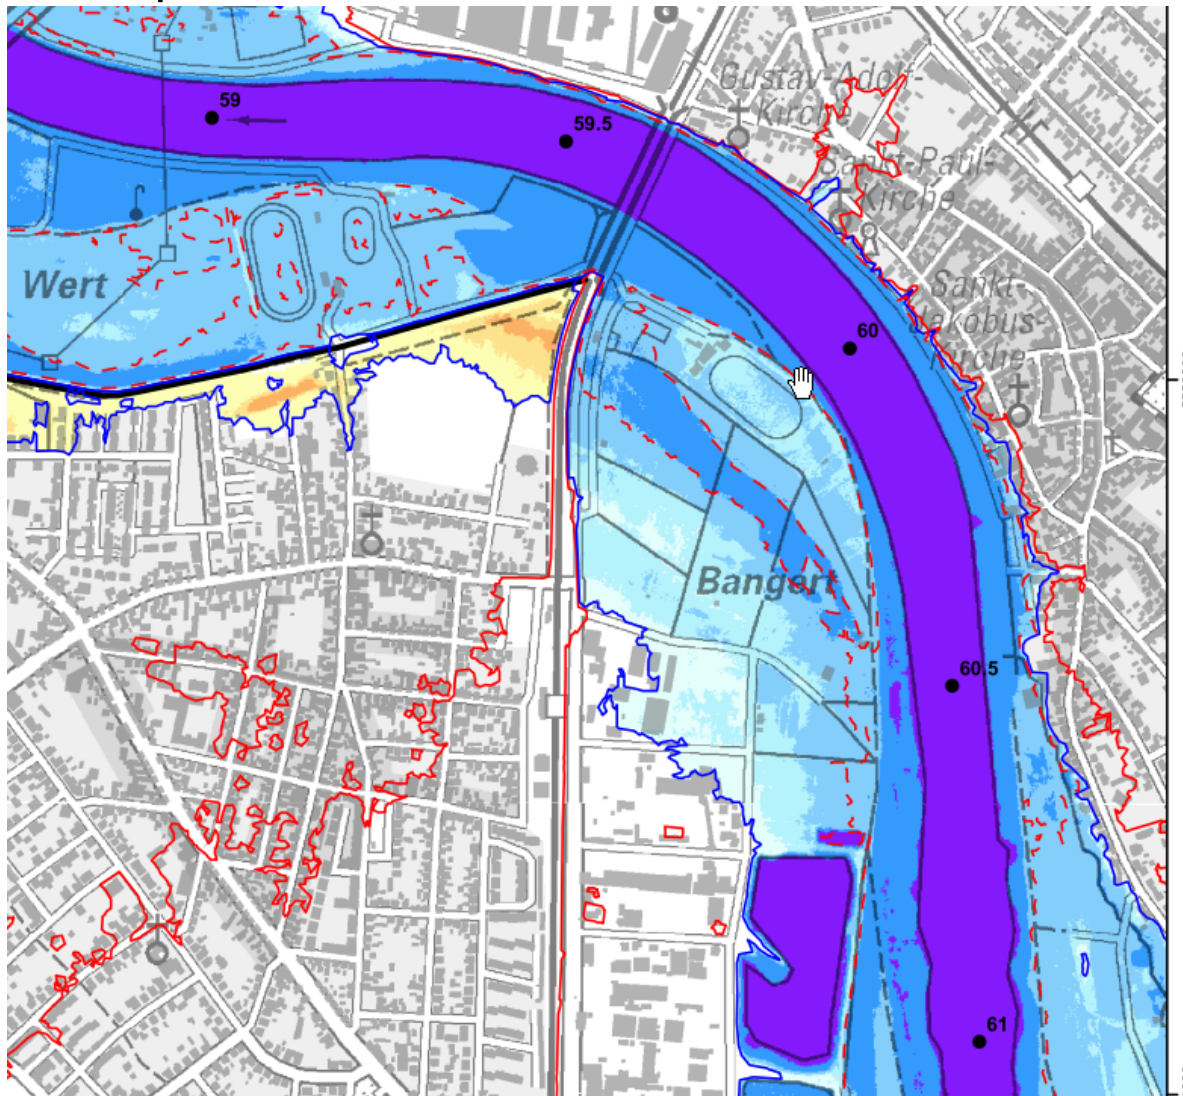 59
59.5
Gustav-Adolf-
Kirche
Sankt-Paul-
Kirche
Wert
Sankt-
Jakobus-
Kirche
60
Bangert
60.5
61